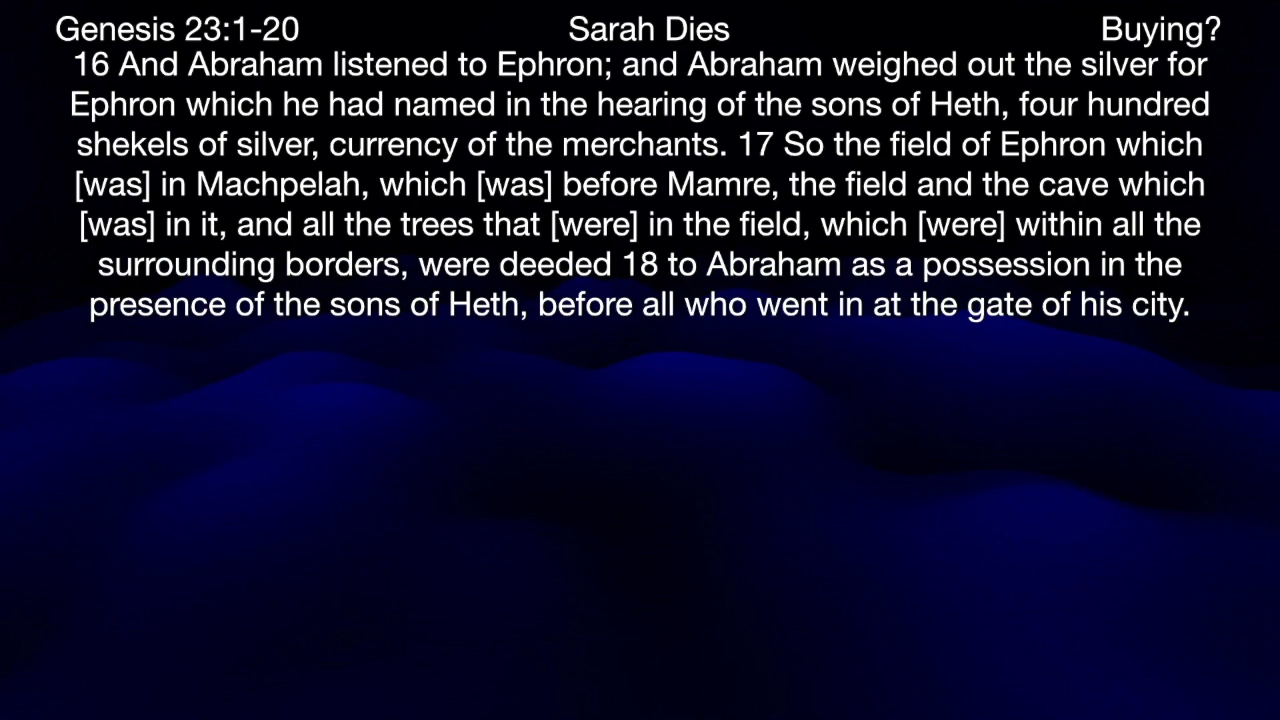 Genesis 23:1-20 Sarah Dies Buying?
16 And Abraham listened to Ephron; and Abraham weighed out the silver for
Ephron which he had named in the hearing of the sons of Heth, four hundred
shekels of silver, currency of the merchants. 17 So the field of Ephron which
[was] in Machpelah, which [was] before Mamre, the field and the cave which
[was] in it, and all the trees that [were] in the field, which [were] within all the
surrounding borders, were deeded 18 to Abraham as a possession in the
presence of the sons of Heth, before all who went in at the gate of his city.